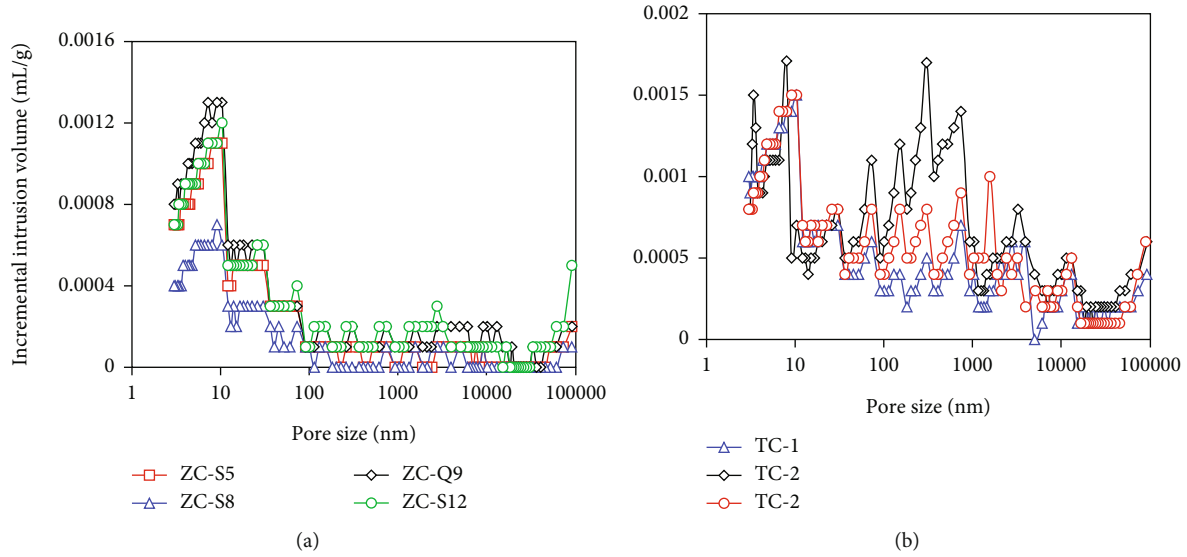 Incremental intrusion volume (mL/g)
0.0016
0.0012
0.0008
0.0004
0
1
10
100
1000
10000
100000
Pore size (nm)
ZC-S5
ZC-Q9
ZC-S8
ZC-S12
(a)
0.002
0.0015
0.001
0.0005
0
1
10
100
1000
10000
100000
Pore size (nm)
TC-1
TC-2
TC-2
(b)